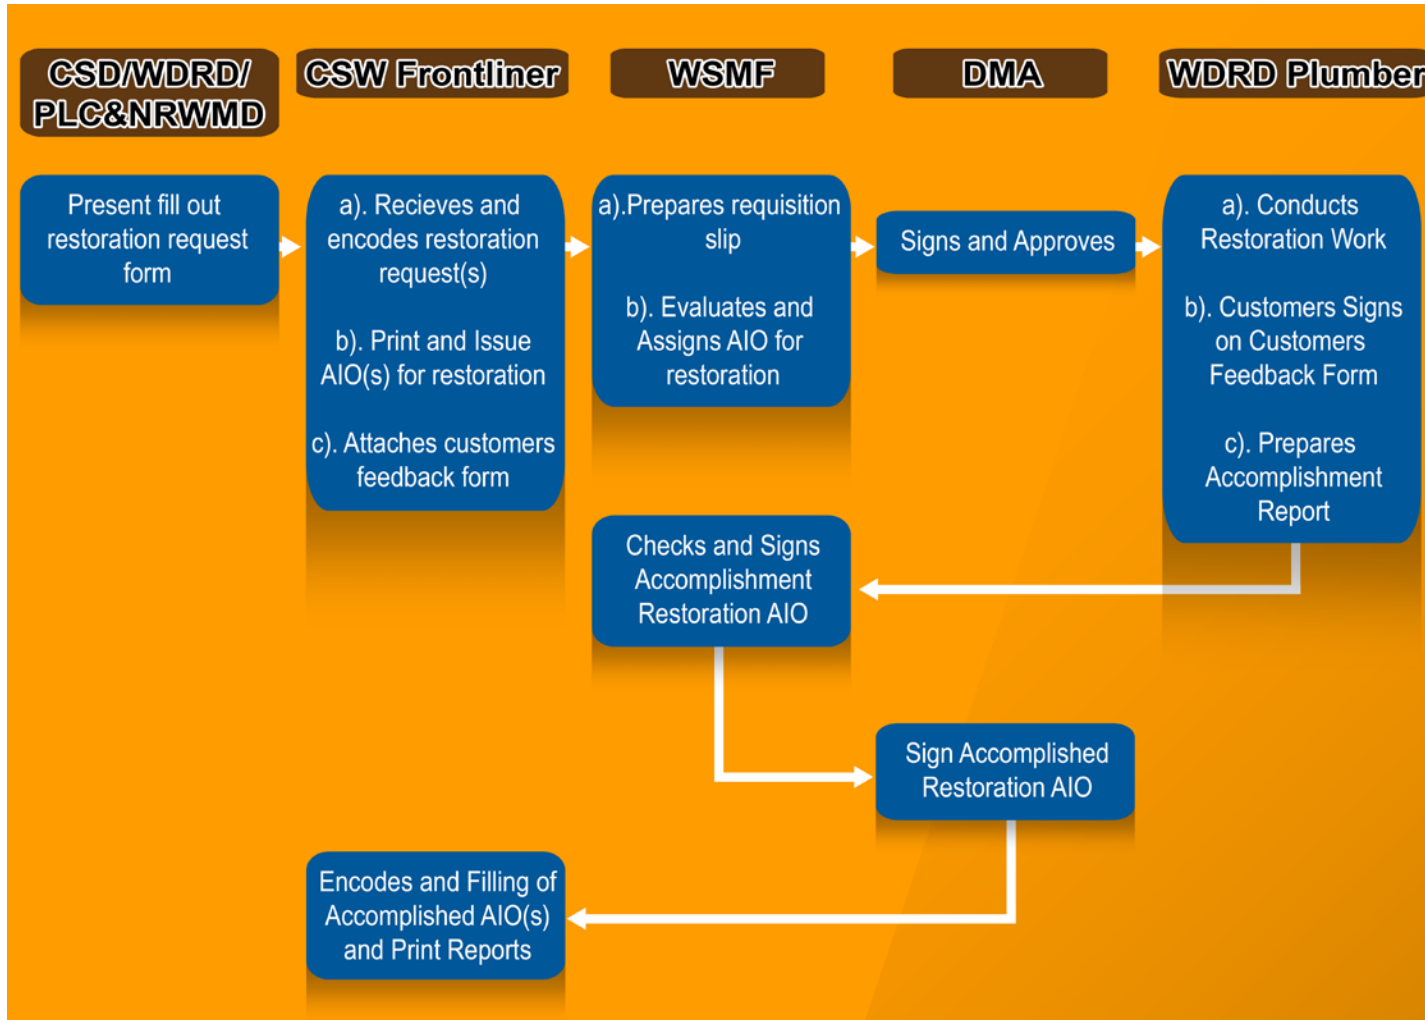 CSD/WDRD/
PLC&NRWMD
CSW Frontliner
WSMF
DMA
WDRD Plumber
Present fill out
restoration request
form
a). Recieves and
encodes restoration
request(s)
b). Print and Issue
AIO(s) for restoration
c). Attaches customers
feedback form
a).Prepares requisition
slip
b). Evaluates and
Assigns AIO for
restoration
Signs and Approves
a). Conducts
Restoration Work
b). Customers Signs
on Customers
Feedback Form
c). Prepares
Accomplishment
Report
Checks and Signs
Accomplishment
Restoration AIO
Sign Accomplished
Restoration AIO
Encodes and Filling of
Accomplished AIO(s)
and Print Reports